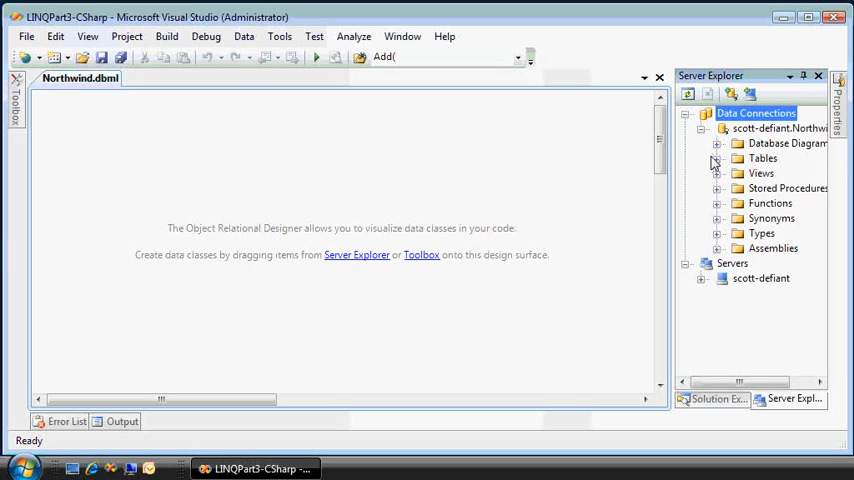 LINQPart3-CSharp - Microsoft Visual Studio (Administrator)
File Edit View Project Build Debug Data Tools Test Analyze Window Help
Add(
Toolbox
Northwind.dbml
The Object Relational Designer allows you to visualize data classes in your code.
Create data classes by dragging items from Server Explorer or Toolbox onto this design surface.
Server Explorer
Data Connections
scott-defiant.Northwi
Database Diagram
Tables
Views
Stored Procedures
Functions
Synonyms
Types
Assemblies
Servers
scott-defiant
Solution Ex...
Server Expl...
Properties
Error List
Output
Ready
LINQPart3-CSharp -...